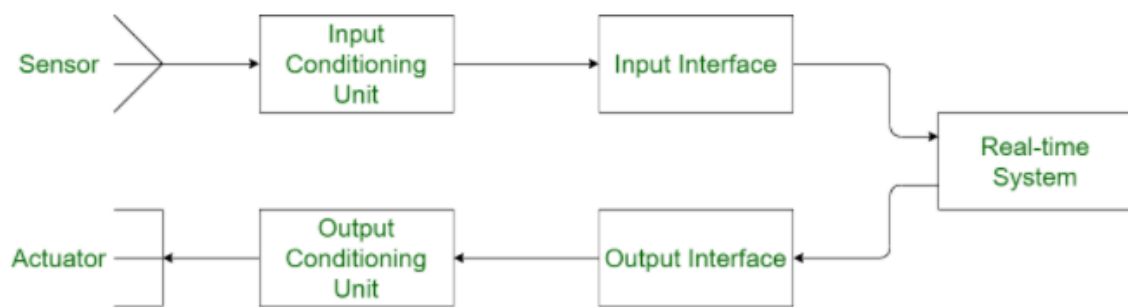 Sensor
Input
Conditioning
Unit
Input Interface
Real-time
System
Actuator
Output
Conditioning
Unit
Output Interface